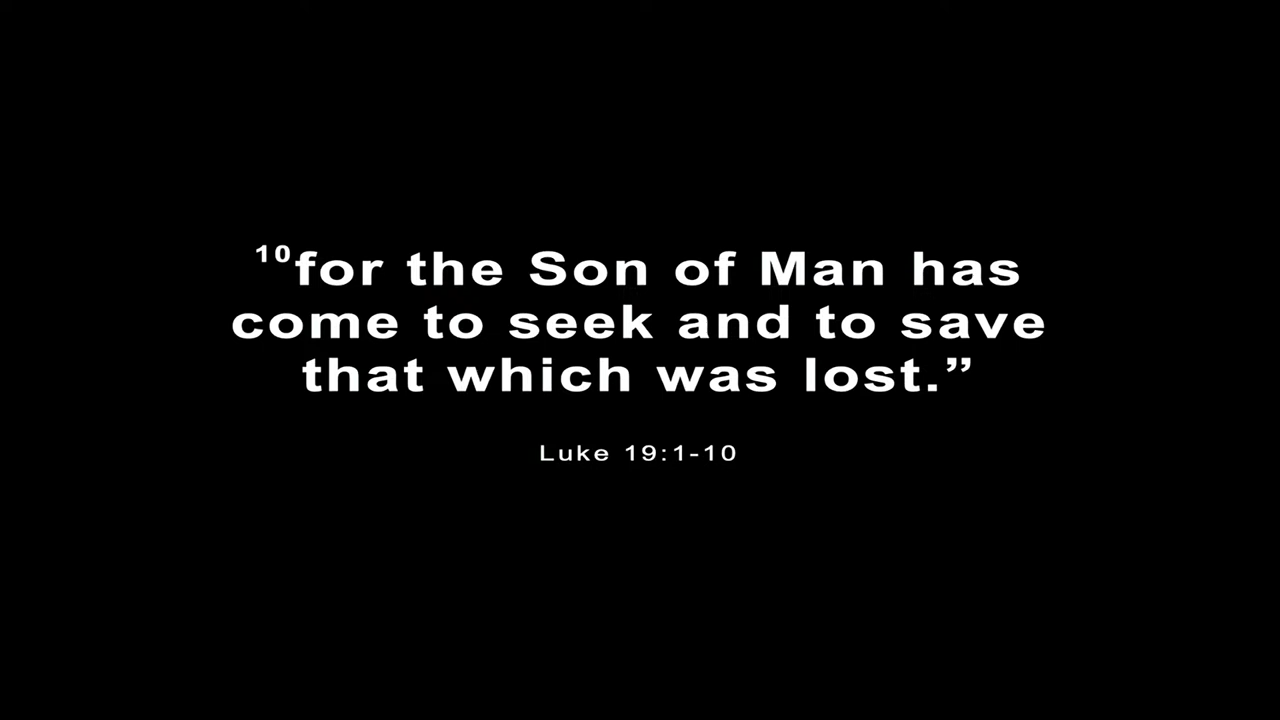 ¹⁰for the Son of Man has
come to seek and to save
that which was lost.”
Luke 19:1-10